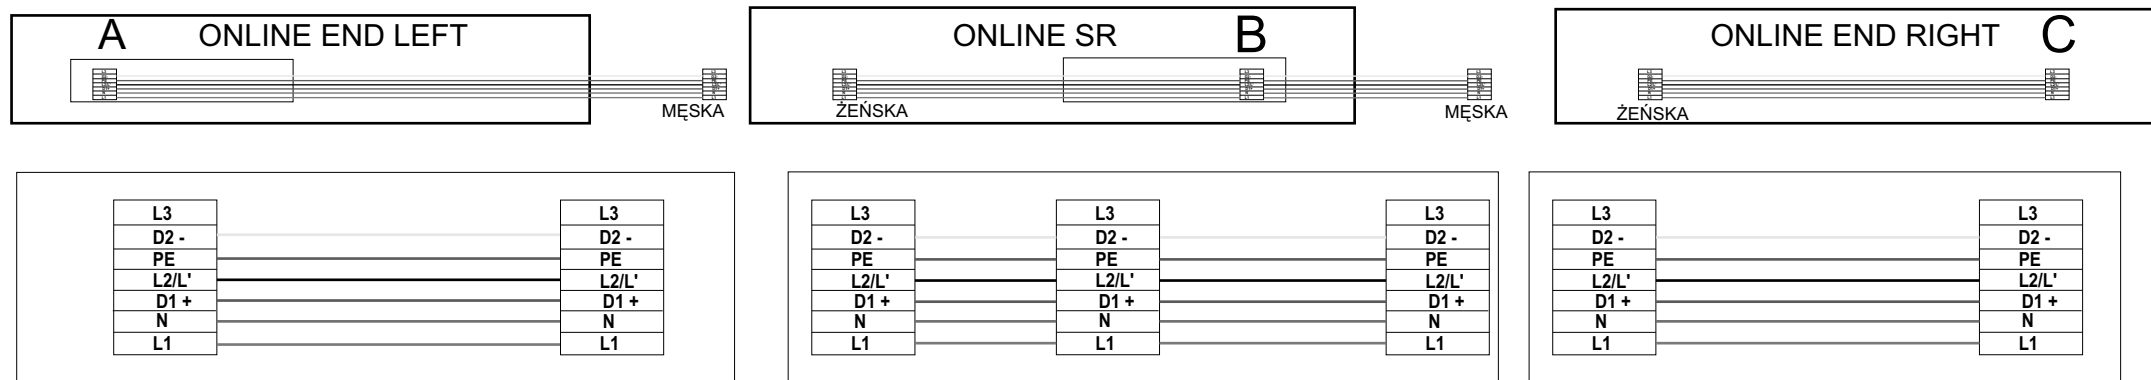 A ONLINE END LEFT
MĘSKA
ONLINE SR B
ŻEŃSKA
MĘSKA
ONLINE END RIGHT C
ŻEŃSKA
L3 L3
D2 - D2 -
PE PE
L2/L' L2/L'
D1 + D1 +
N N
L1 L1
L3 L3 L3
D2 - D2 - D2 -
PE PE PE
L2/L' L2/L' L2/L'
D1 + D1 + D1 +
N N N
L1 L1 L1
L3 L3
D2 - D2 -
PE PE
L2/L' L2/L'
D1 + D1 +
N N
L1 L1